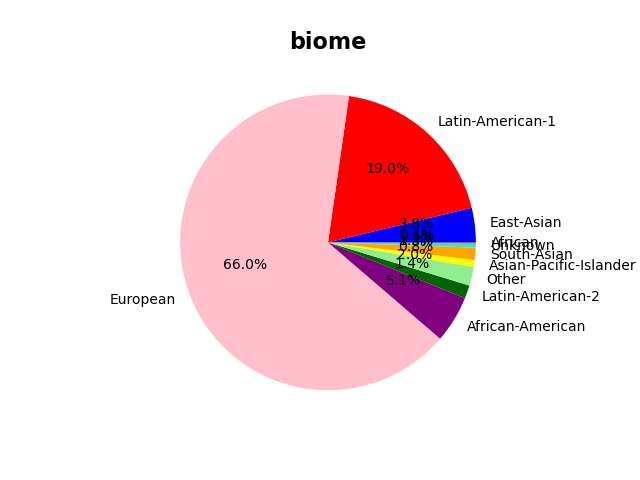 biome
Latin-American-1
19.0%
East-Asian
3.8%
African
Unknown
South-Asian
Asian-Pacific-Islander
2.0%
Other
1.4%
Latin-American-2
5.1%
African-American
66.0%
European